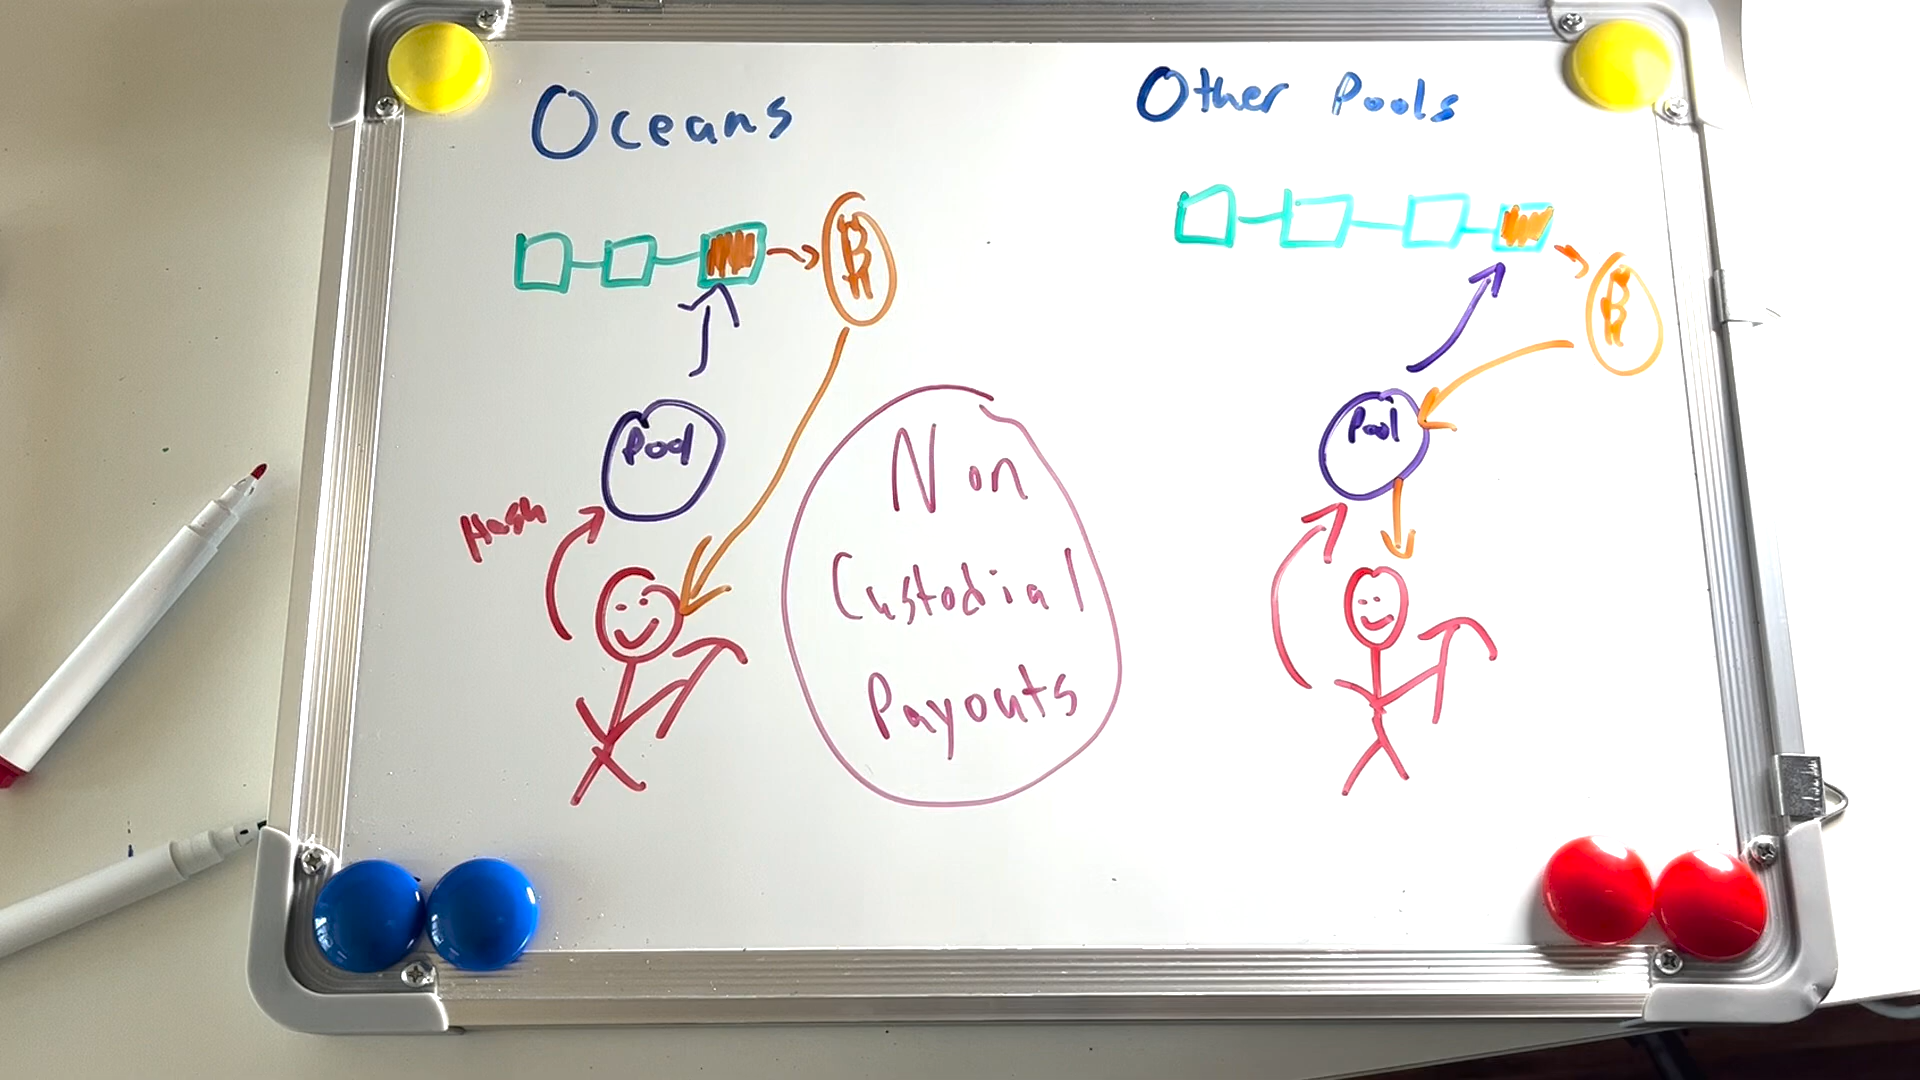 Oceans
Other Pools
Pool
Pool
Hash
Non
Custodial
Payouts